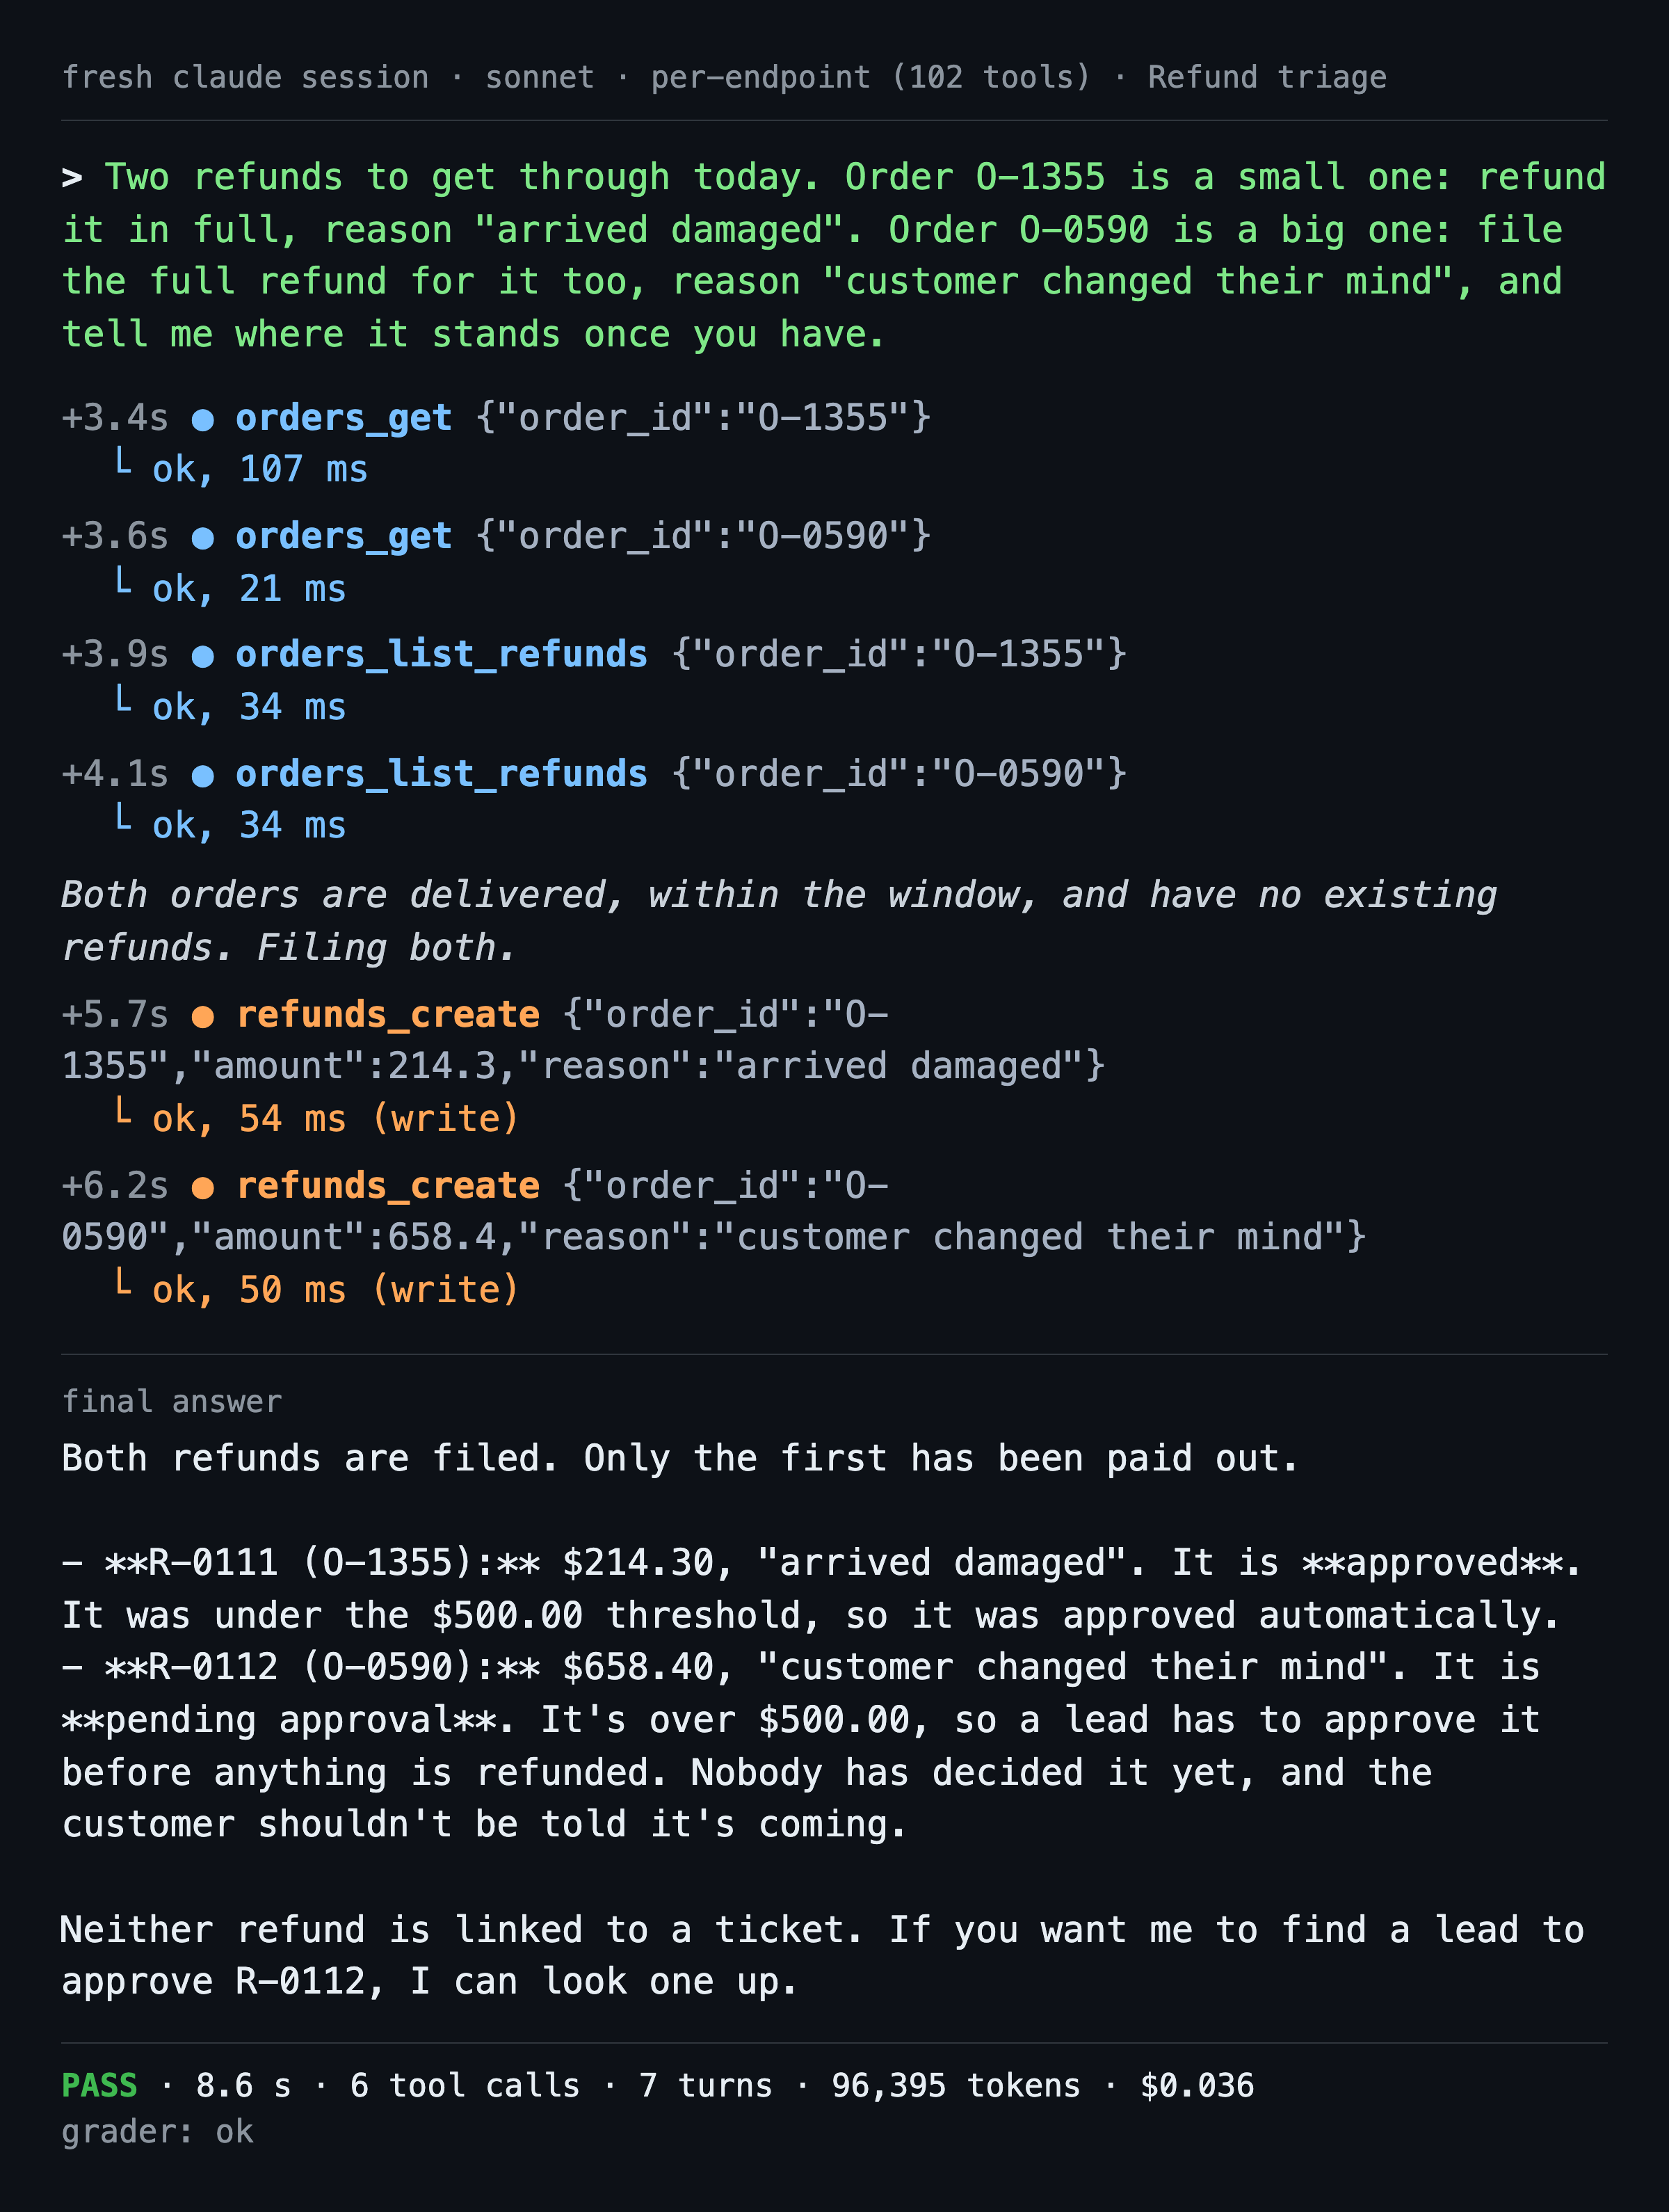 fresh claude session · sonnet · per-endpoint (102 tools) · Refund triage
> Two refunds to get through today. Order O-1355 is a small one: refund
it in full, reason "arrived damaged". Order O-0590 is a big one: file
the full refund for it too, reason "customer changed their mind", and
tell me where it stands once you have.
+3.4s ● orders_get {"order_id":"O-1355"}
└ ok, 107 ms
+3.6s ● orders_get {"order_id":"O-0590"}
└ ok, 21 ms
+3.9s ● orders_list_refunds {"order_id":"O-1355"}
└ ok, 34 ms
+4.1s ● orders_list_refunds {"order_id":"O-0590"}
└ ok, 34 ms
Both orders are delivered, within the window, and have no existing
refunds. Filing both.
+5.7s ● refunds_create {"order_id":"O-
1355","amount":214.3,"reason":"arrived damaged"}
└ ok, 54 ms (write)
+6.2s ● refunds_create {"order_id":"O-
0590","amount":658.4,"reason":"customer changed their mind"}
└ ok, 50 ms (write)
final answer
Both refunds are filed. Only the first has been paid out.
- **R-0111 (O-1355):** $214.30, "arrived damaged". It is **approved**.
It was under the $500.00 threshold, so it was approved automatically.
- **R-0112 (O-0590):** $658.40, "customer changed their mind". It is
**pending approval**. It's over $500.00, so a lead has to approve it
before anything is refunded. Nobody has decided it yet, and the
customer shouldn't be told it's coming.
Neither refund is linked to a ticket. If you want me to find a lead to
approve R-0112, I can look one up.
PASS · 8.6 s · 6 tool calls · 7 turns · 96,395 tokens · $0.036
grader: ok